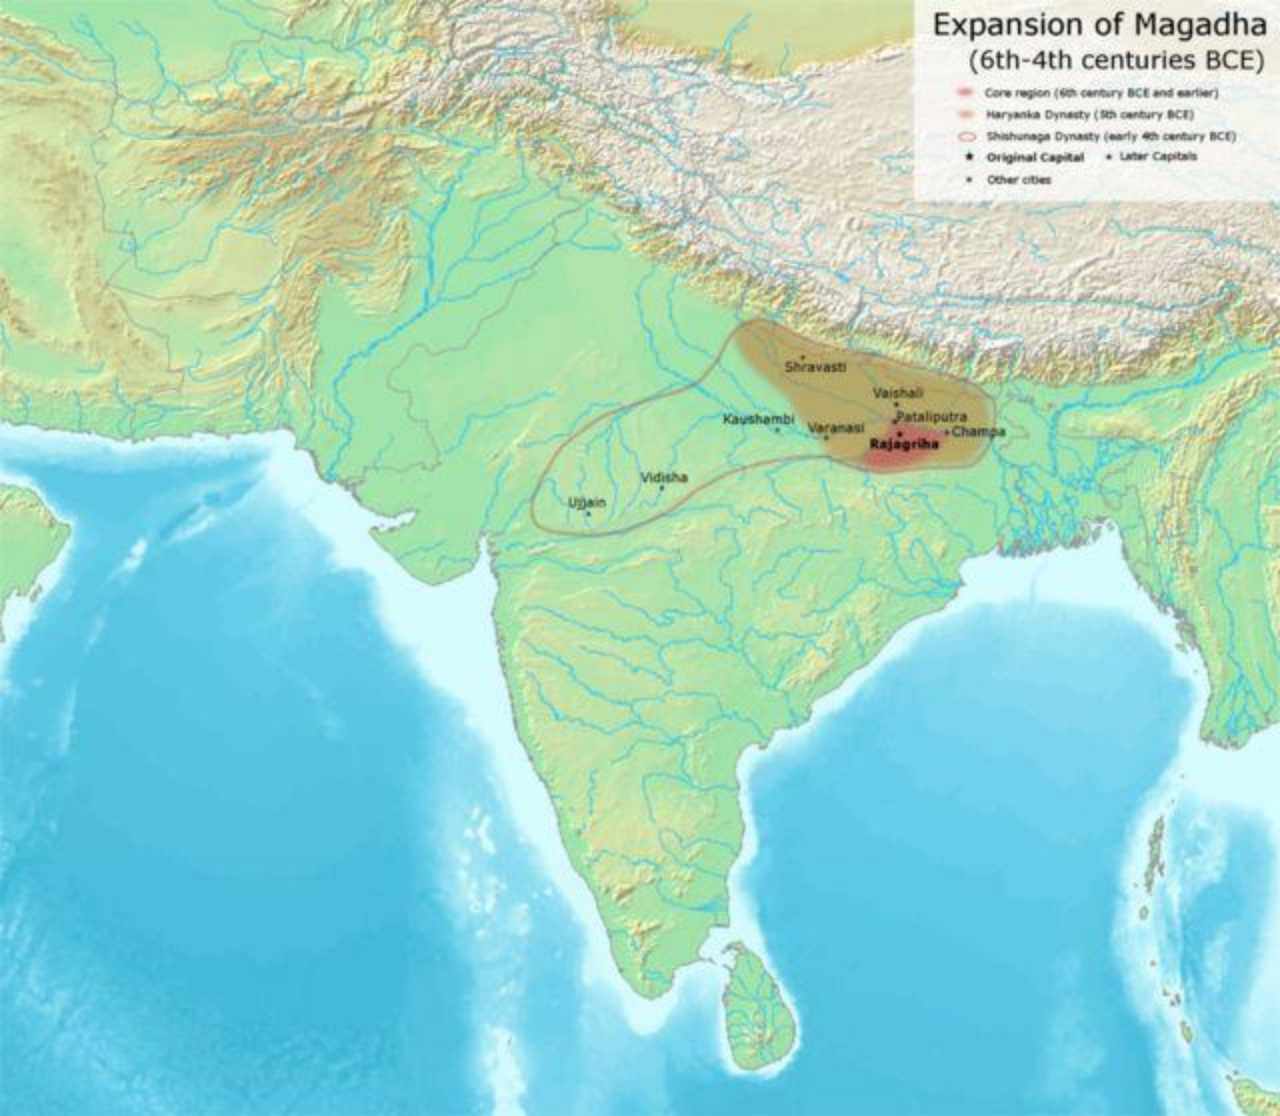 Expansion of Magadha
(6th-4th centuries BCE)
Core region (6th century BCE and earlier)
Haryanka Dynasty (5th century BCE)
Shishunaga Dynasty (early 4th century BCE)
Original Capital
Later Capitals
Other cities
Shravasti
Vaishali
Pataliputra
Kaushambi
Varanasi
Champa
Rajagriha
Vidisha
Ujjain